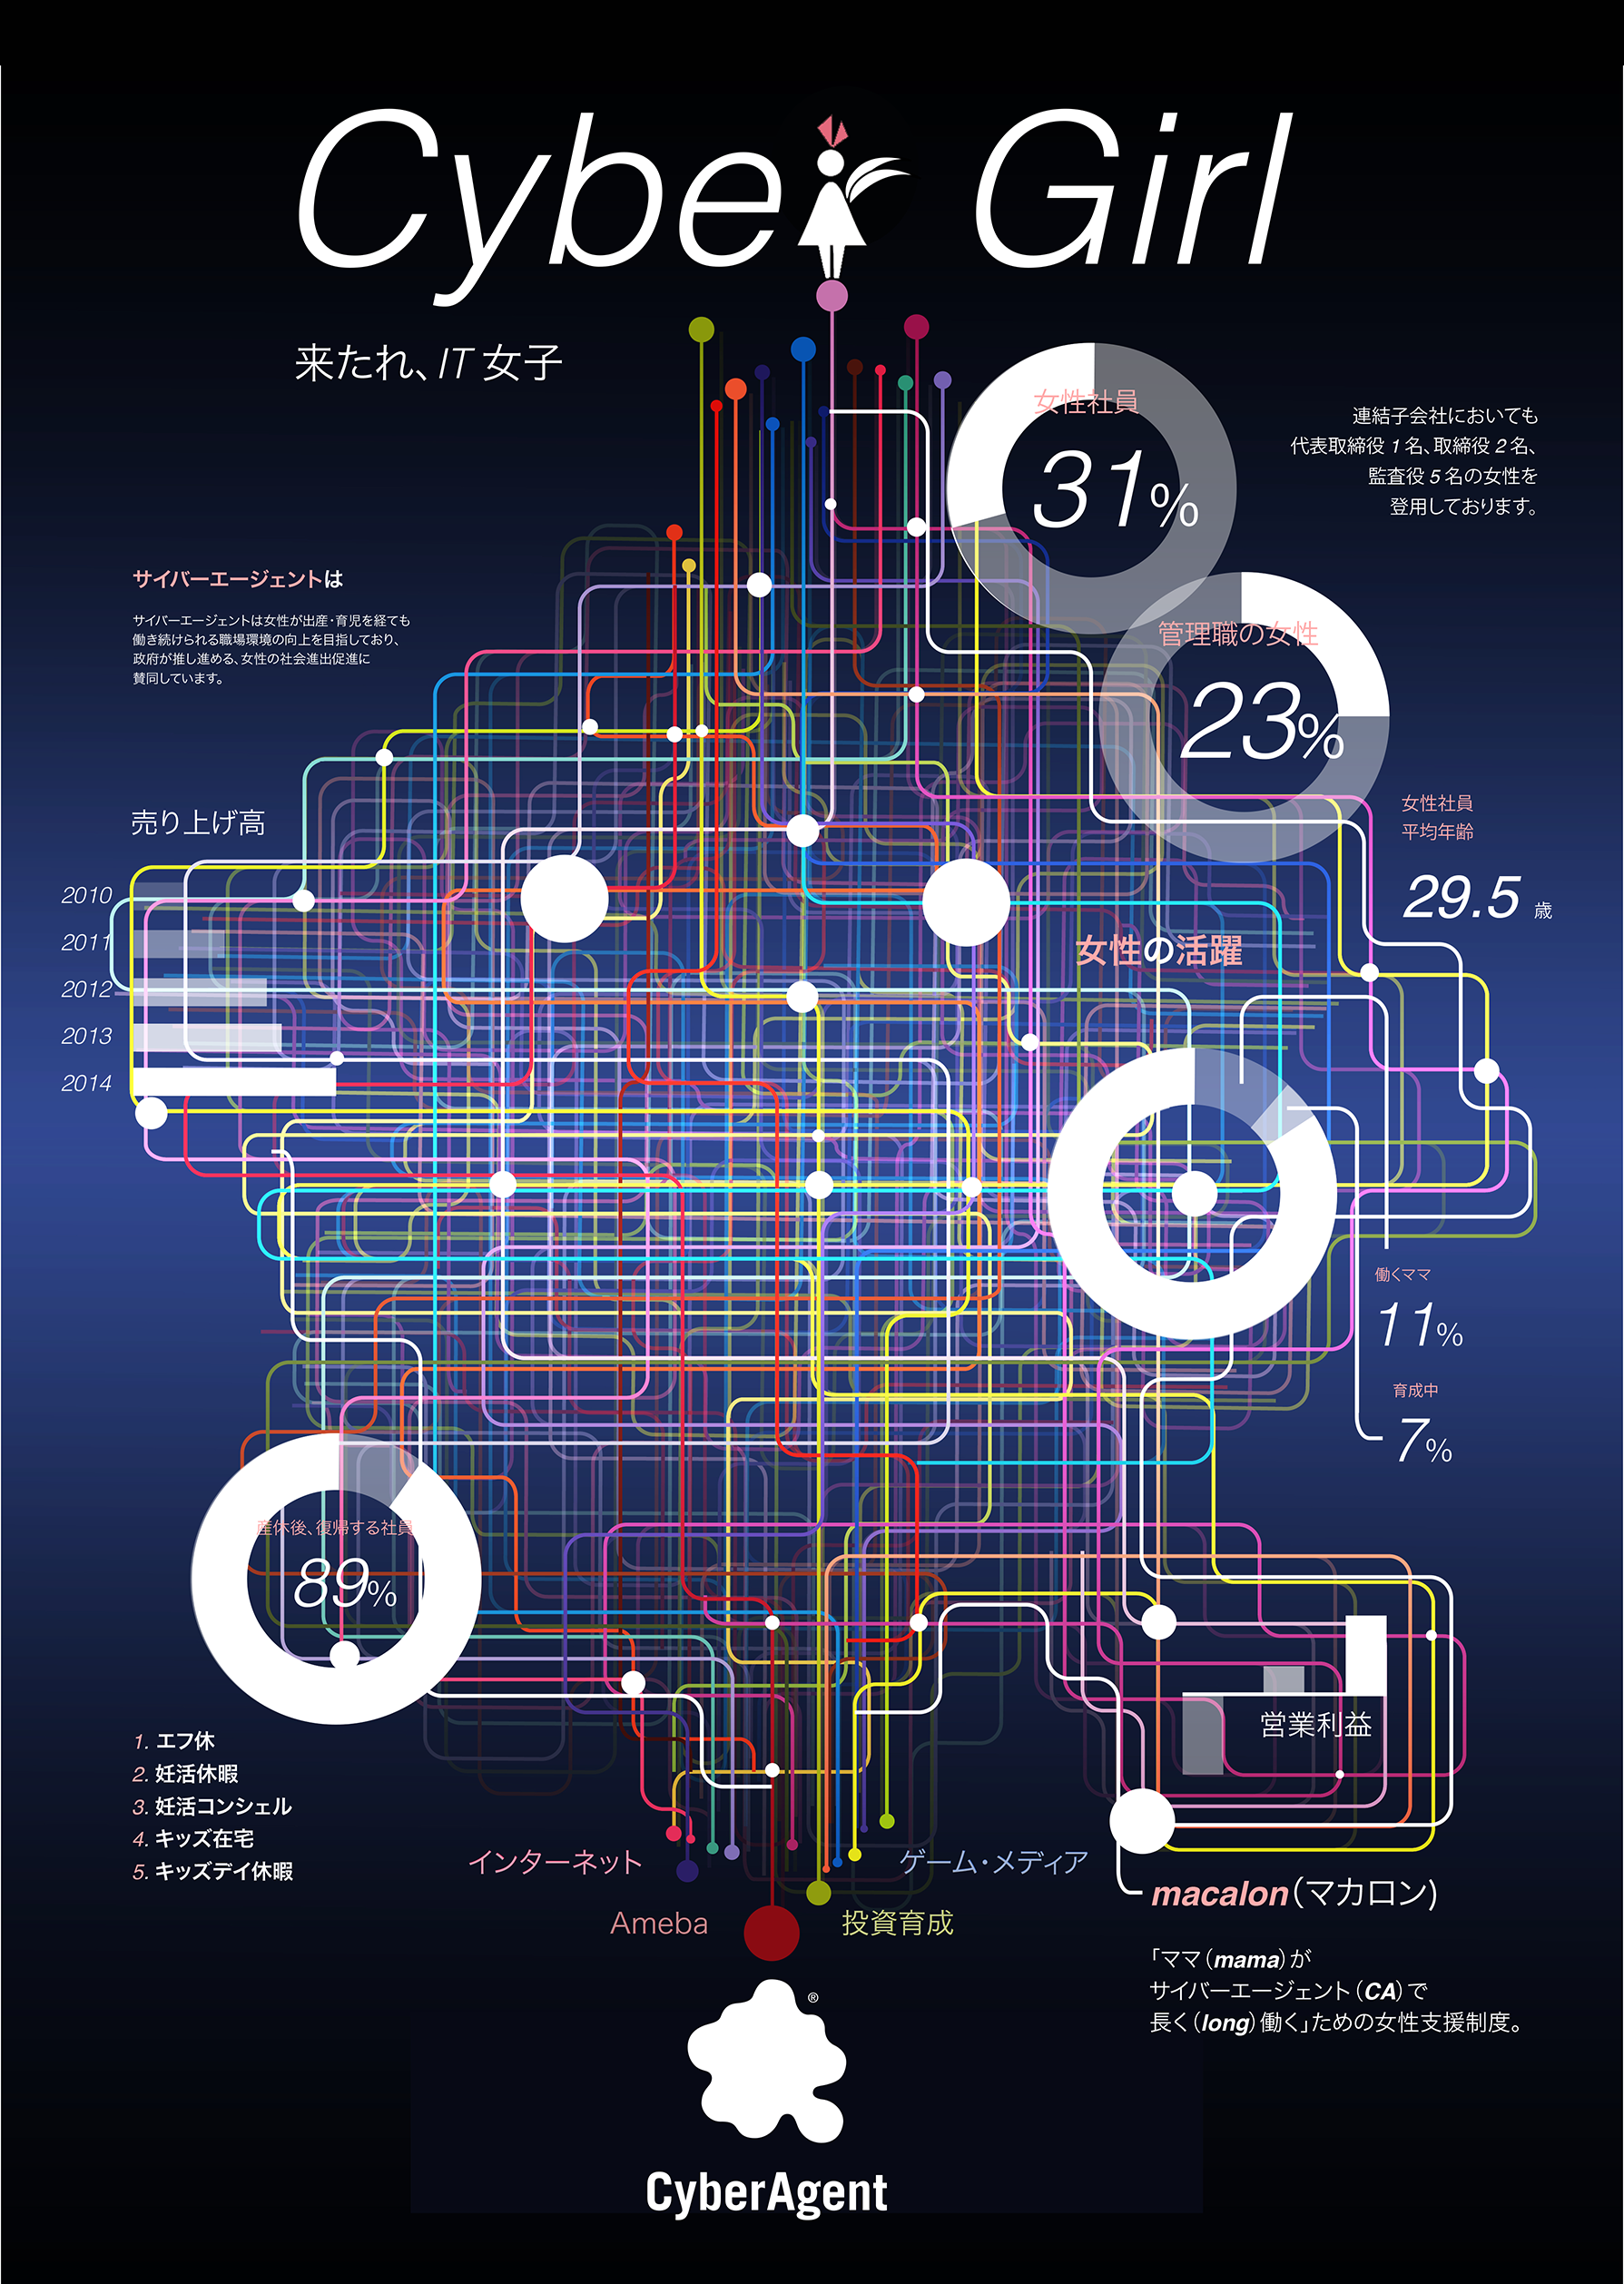 Cybe Girl
来たれ、IT 女子
女性社員
31%
連結子会社においても
代表取締役 1 名、取締役 2 名、
監査役 5 名の女性を
登用しております。
管理職の女性
23%
サイバーエージェントは
サイバーエージェントは女性が出産・育児を経ても
働き続けられる職場環境の向上を目指しており、
政府が推し進める、女性の社会進出促進に
賛同しています。
女性社員
平均年齢
29.5 歳
売り上げ高
2010
2011
2012
2013
2014
女性の活躍
働くママ
11%
育成中
7%
産休後、復帰する社員
89%
営業利益
1. エフ休
2. 妊活休暇
3. 妊活コンシェル
4. キッズ在宅
5. キッズデイ休暇
インターネット
ゲーム・メディア
Ameba
投資育成
macalon(マカロン)
「ママ(mama)が
サイバーエージェント(CA)で
長く(long)働く」ための女性支援制度。
®
CyberAgent